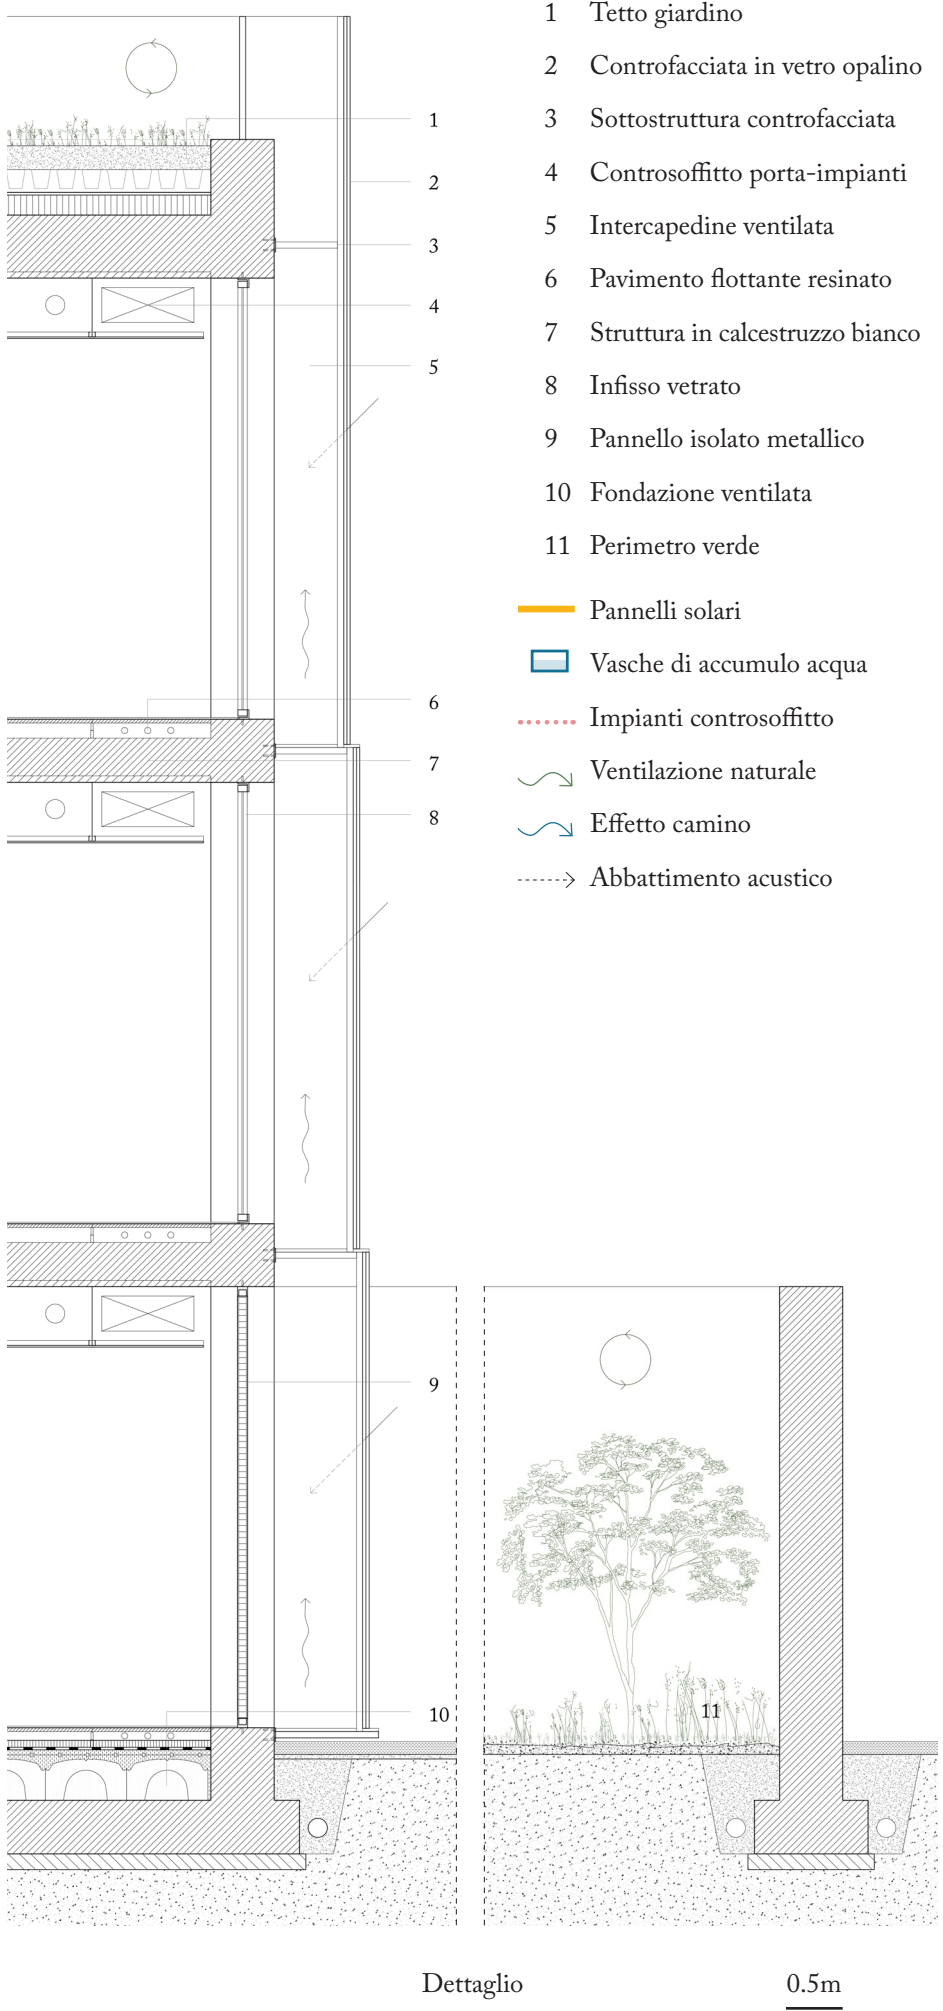 1 Tetto giardino
2 Controfacciata in vetro opalino
3 Sottostruttura controfacciata
4 Controsoffitto porta-impianti
5 Intercapedine ventilata
6 Pavimento flottante resinato
7 Struttura in calcestruzzo bianco
8 Infisso vetrato
9 Pannello isolato metallico
10 Fondazione ventilata
11 Perimetro verde
Pannelli solari
Vasche di accumulo acqua
Impianti controsoffitto
Ventilazione naturale
Effetto camino
Abbattimento acustico
1
2
3
4
5
6
7
8
9
10
11
Dettaglio
0.5m